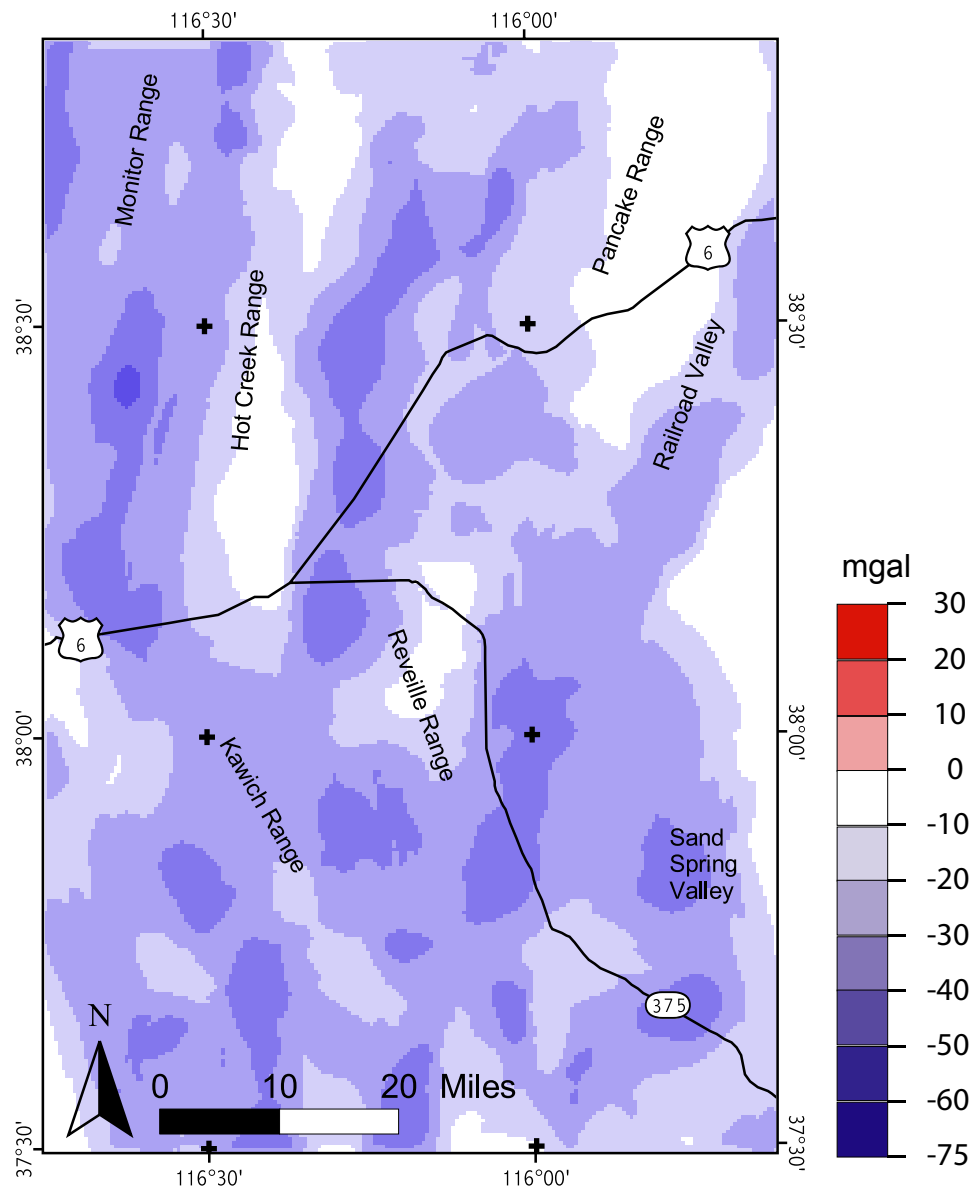 116°30'
116°00'
Monitor Range
Pancake Range
6
Hot Creek Range
38°30'
38°30'
Railroad Valley
mgal
30
20
10
0
-10
-20
-30
-40
-50
-60
-75
6
Reveille Range
38°00'
38°00'
Kawich Range
Sand
Spring
Valley
375
N
0 10 20 Miles
37°30'
37°30'
116°30'
116°00'